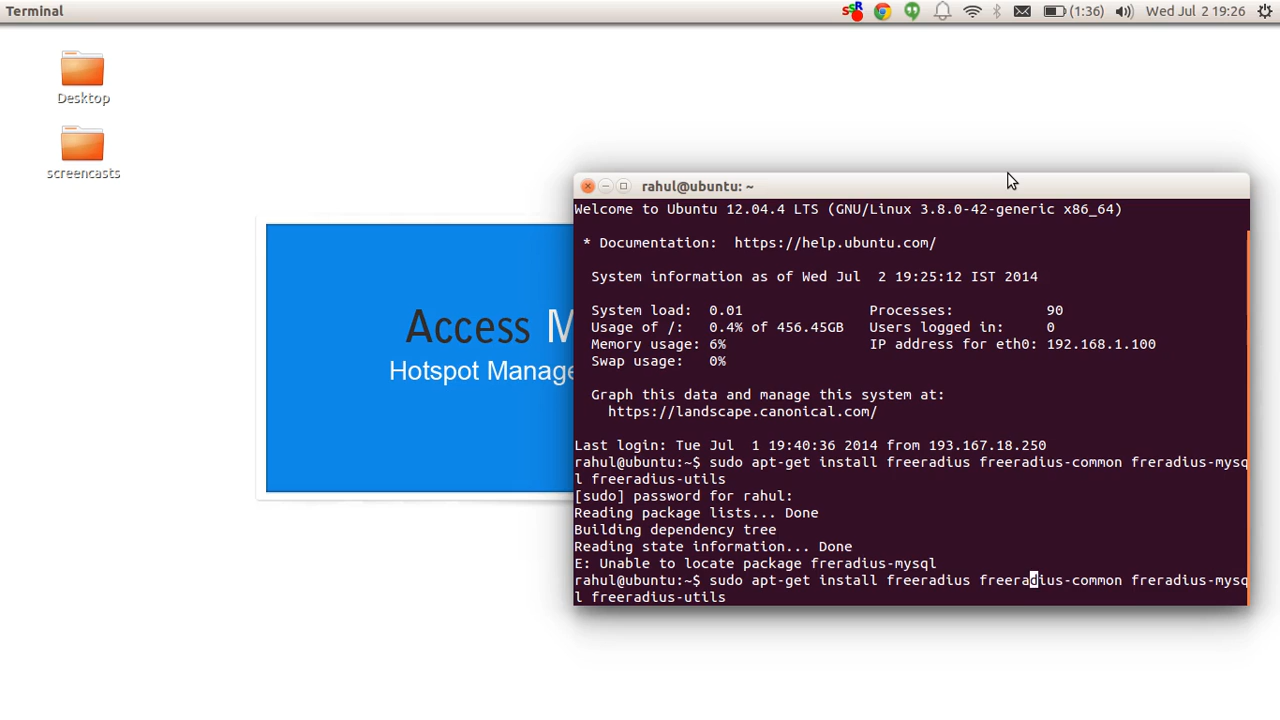 Terminal
(1:36) Wed Jul 2 19:26
Desktop
screencasts
Access M
Hotspot Manage
rahul@ubuntu: ~
Welcome to Ubuntu 12.04.4 LTS (GNU/Linux 3.8.0-42-generic x86_64)
* Documentation:  https://help.ubuntu.com/
System information as of Wed Jul  2 19:25:12 IST 2014
System load:  0.01                Processes:           90
Usage of /:   0.4% of 456.45GB   Users logged in:     0
Memory usage: 6%                 IP address for eth0: 192.168.1.100
Swap usage:   0%
Graph this data and manage this system at:
https://landscape.canonical.com/
Last login: Tue Jul  1 19:40:36 2014 from 193.167.18.250
rahul@ubuntu:~$ sudo apt-get install freeradius freeradius-common freradius-mysq
l freeradius-utils
[sudo] password for rahul:
Reading package lists... Done
Building dependency tree
Reading state information... Done
E: Unable to locate package freradius-mysql
rahul@ubuntu:~$ sudo apt-get install freeradius freeradius-common freradius-mysq
l freeradius-utils